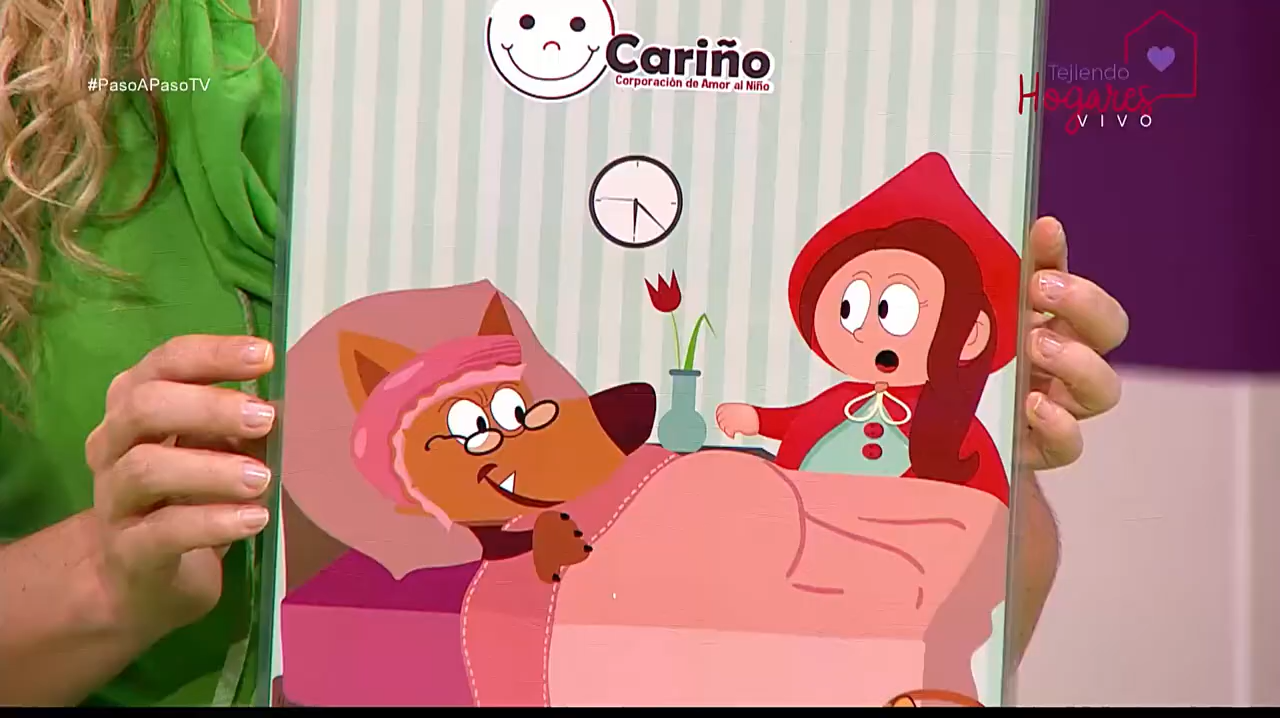 #PasoAPasoTV
Cariño
Corporación de Amor al Niño
Tejiendo
Hogares
VIVO